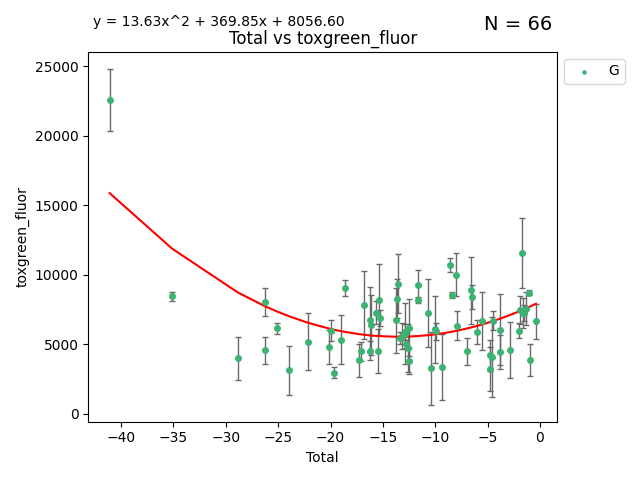 y = 13.63x^2 + 369.85x + 8056.60
N = 66
Total vs toxgreen_fluor
G
25000
20000
15000
10000
5000
0
toxgreen_fluor
−40 −35 −30 −25 −20 −15 −10 −5 0
Total